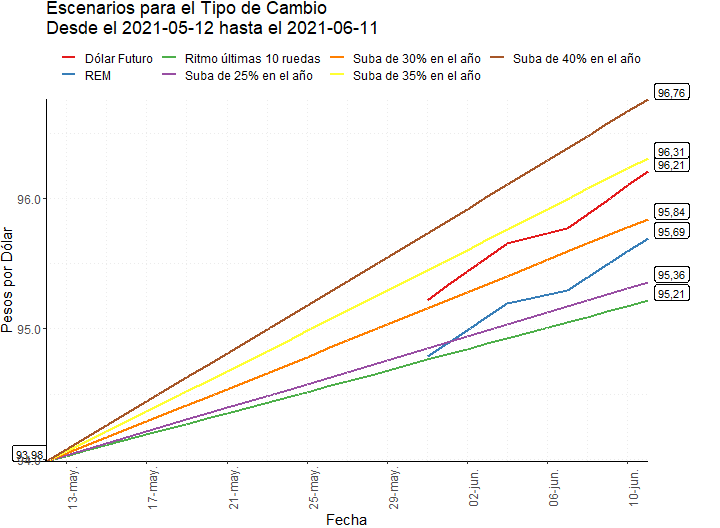 Escenarios para el Tipo de Cambio
Desde el 2021-05-12 hasta el 2021-06-11
Dólar Futuro Ritmo últimas 10 ruedas Suba de 30% en el año Suba de 40% en el año
REM Suba de 25% en el año Suba de 35% en el año
96,76
96,31
96,21
96.0
95,84
95,69
Pesos por Dólar
95,36
95.0
95,21
93,98
94.0
13-may. 17-may. 21-may. 25-may. 29-may. 02-jun. 06-jun. 10-jun.
Fecha